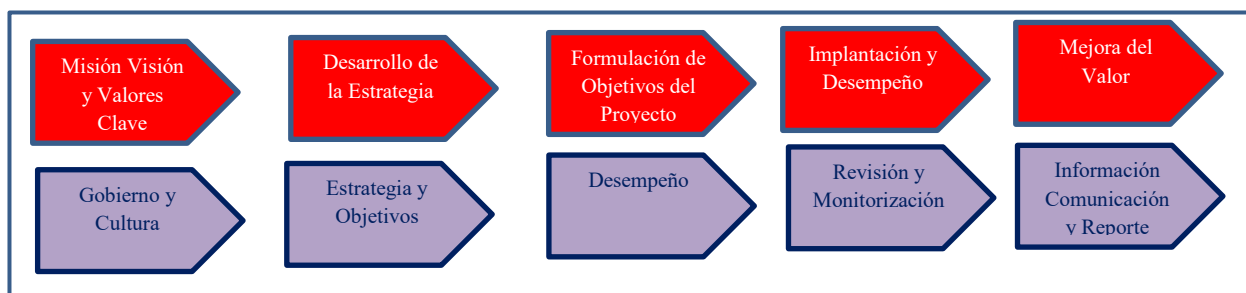 Misión Visión
y Valores
Clave
Desarrollo de
la Estrategia
Formulación de
Objetivos del
Proyecto
Implantación y
Desempeño
Mejora del
Valor
Gobierno y
Cultura
Estrategia y
Objetivos
Desempeño
Revisión y
Monitorización
Información
Comunicación
y Reporte